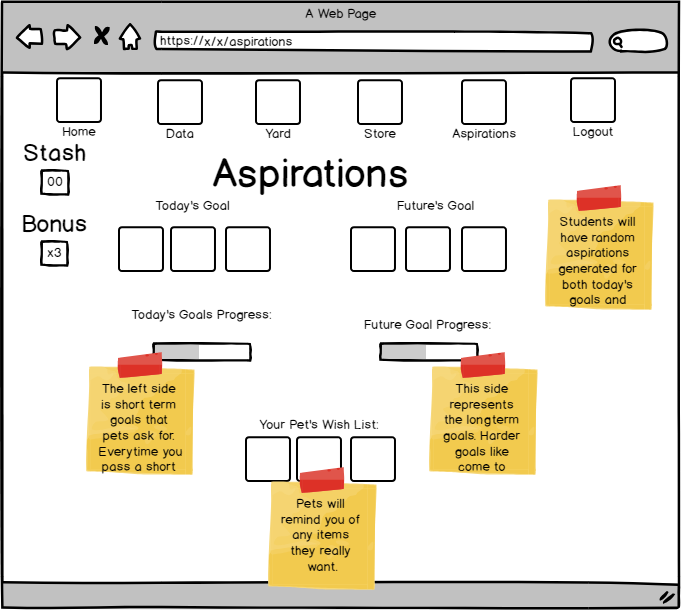 A Web Page
https://x/x/aspirations
Home
Data
Yard
Store
Aspirations
Logout
Stash
00
Bonus
x3
Aspirations
Today's Goal
Future's Goal
Students will
have random
aspirations
generated for
both today's
goals and
Today's Goals Progress:
Future Goal Progress:
The left side
is short term
goals that
pets ask for.
Everytime you
pass a short
This side
represents
the longterm
goals. Harder
goals like
come to
Your Pet's Wish List:
Pets will
remind you of
any items
they really
want.